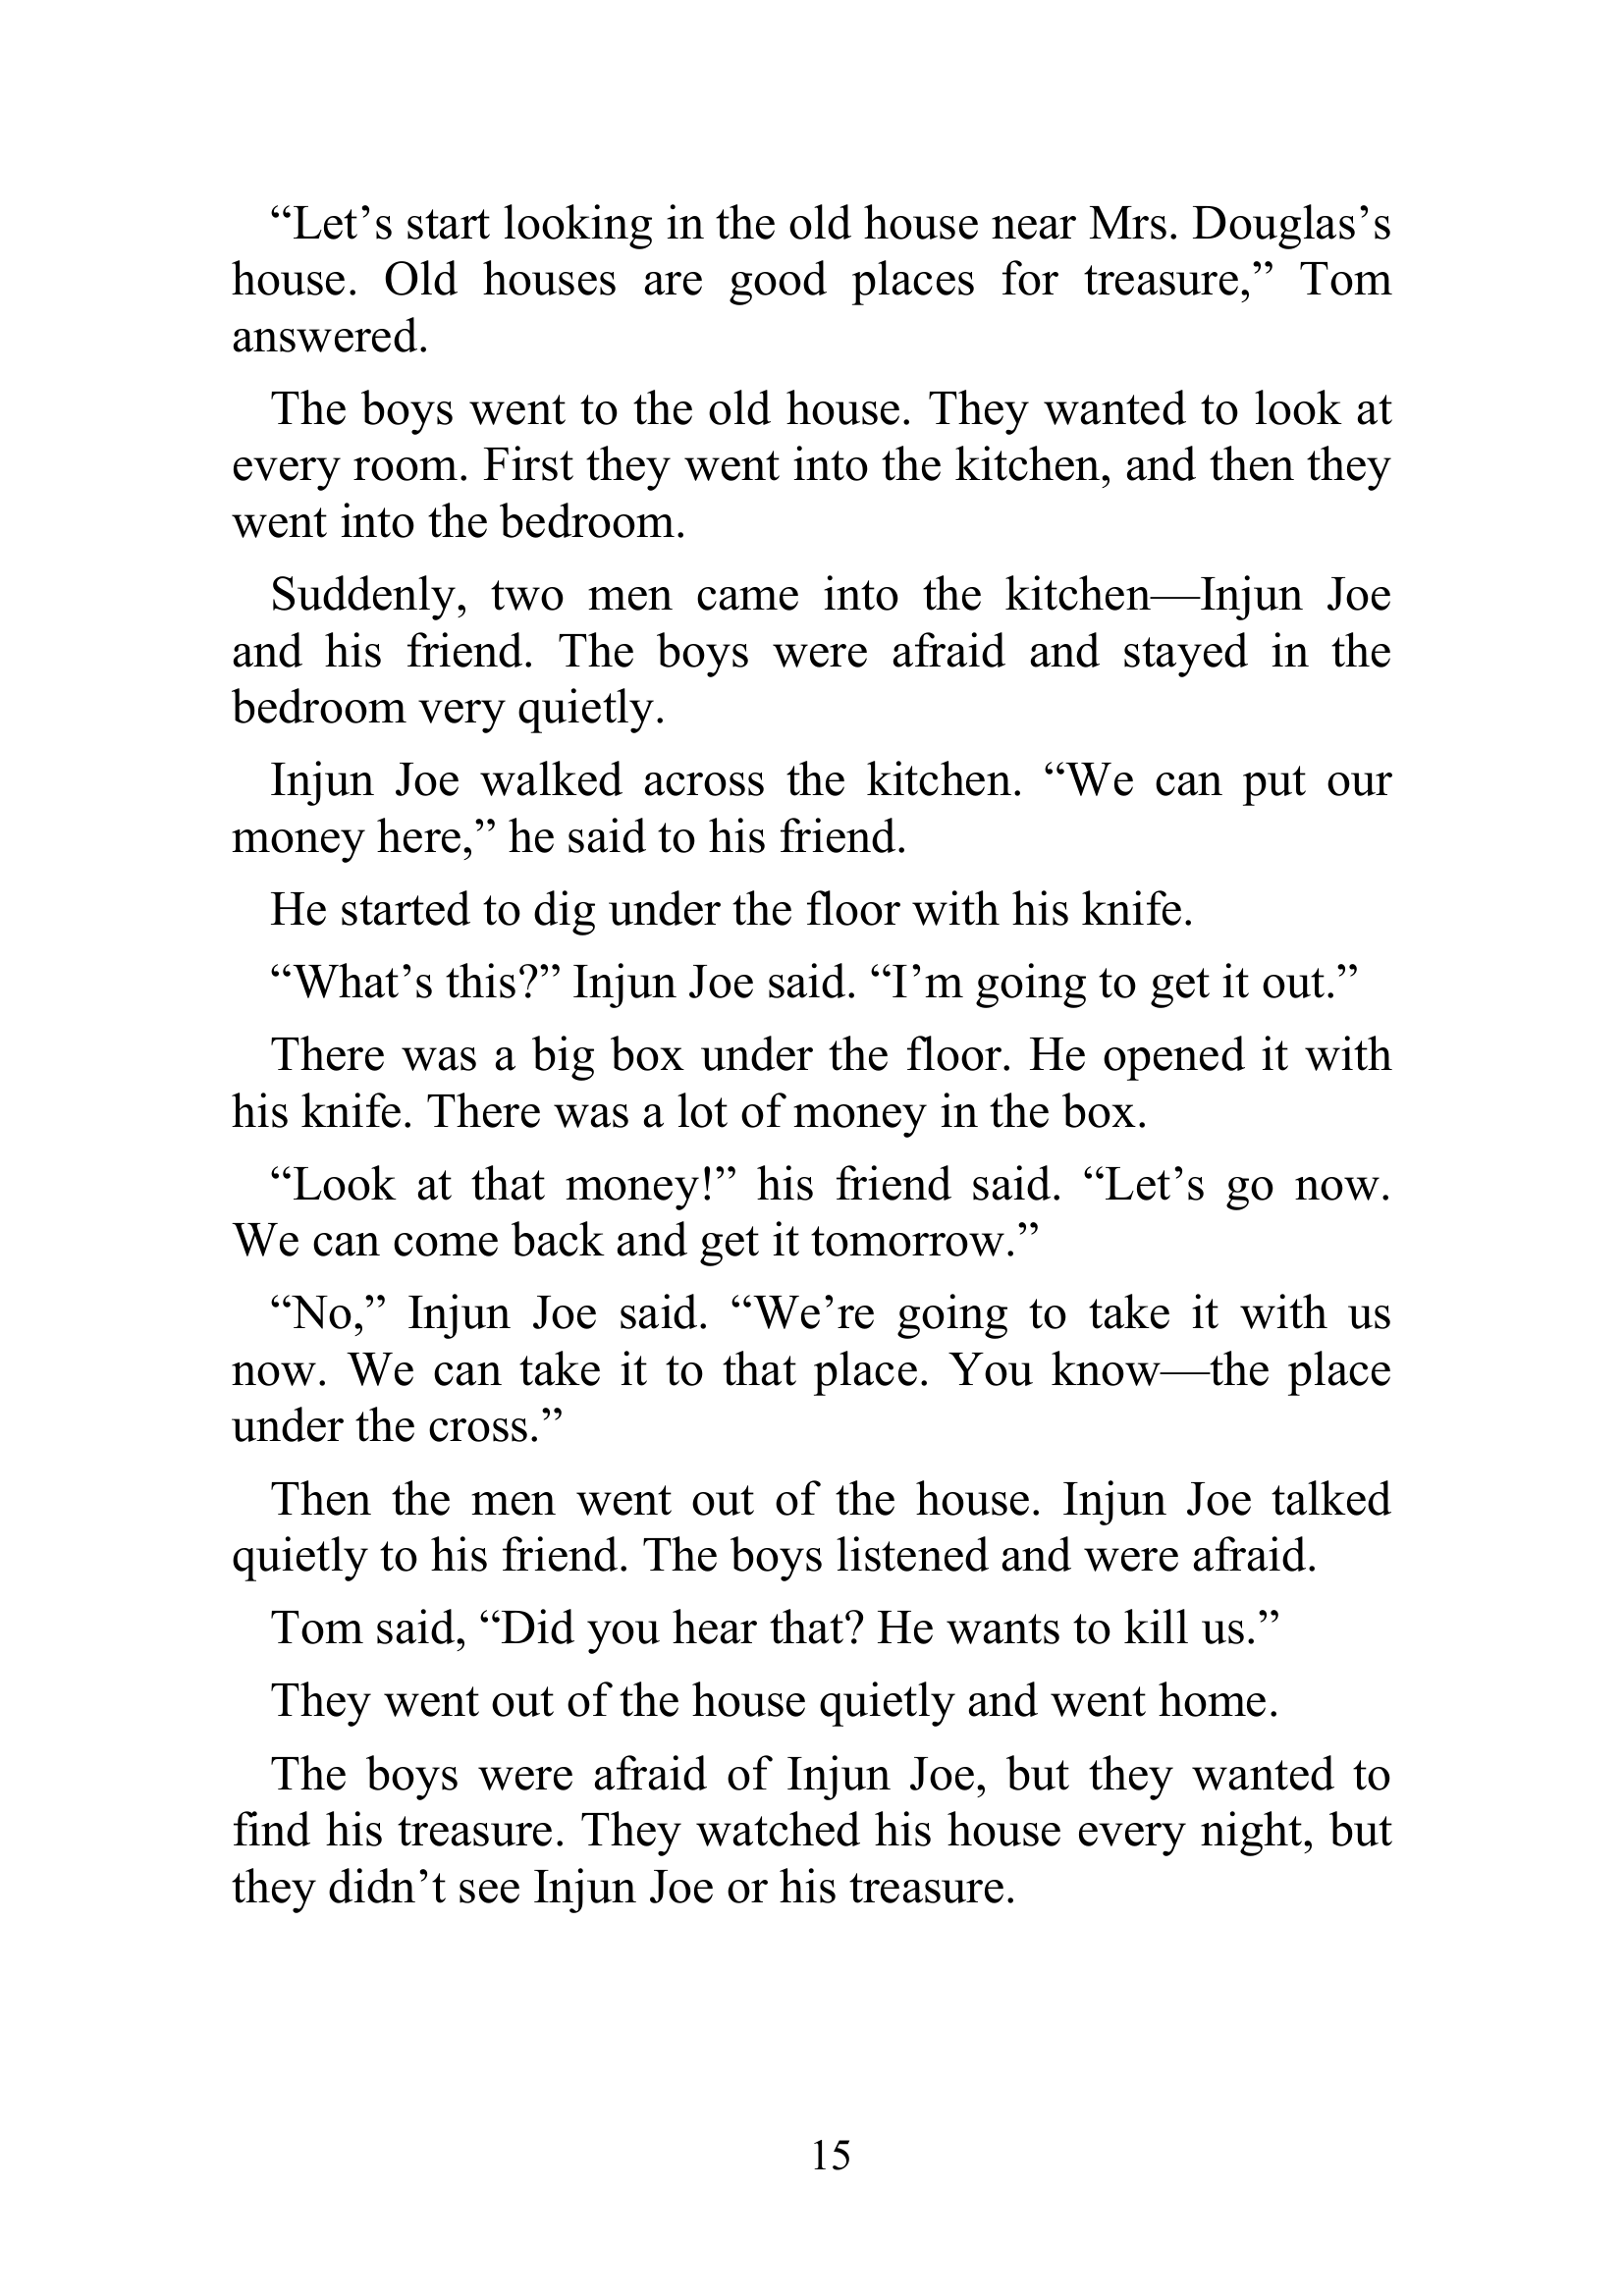 “Let’s start looking in the old house near Mrs. Douglas’s
house. Old houses are good places for treasure,” Tom
answered.
The boys went to the old house. They wanted to look at
every room. First they went into the kitchen, and then they
went into the bedroom.
Suddenly, two men came into the kitchen—Injun Joe
and his friend. The boys were afraid and stayed in the
bedroom very quietly.
Injun Joe walked across the kitchen. “We can put our
money here,” he said to his friend.
He started to dig under the floor with his knife.
“What’s this?” Injun Joe said. “I’m going to get it out.”
There was a big box under the floor. He opened it with
his knife. There was a lot of money in the box.
“Look at that money!” his friend said. “Let’s go now.
We can come back and get it tomorrow.”
“No,” Injun Joe said. “We’re going to take it with us
now. We can take it to that place. You know—the place
under the cross.”
Then the men went out of the house. Injun Joe talked
quietly to his friend. The boys listened and were afraid.
Tom said, “Did you hear that? He wants to kill us.”
They went out of the house quietly and went home.
The boys were afraid of Injun Joe, but they wanted to
find his treasure. They watched his house every night, but
they didn’t see Injun Joe or his treasure.
15